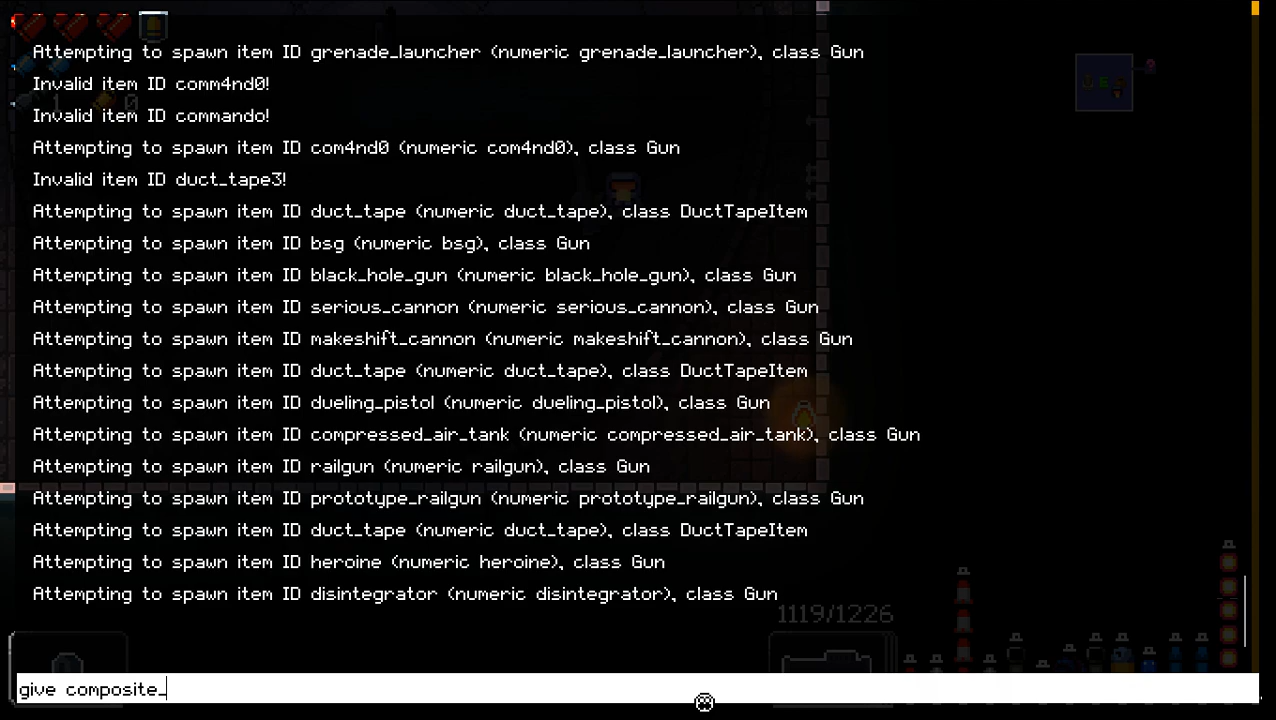 Attempting to spawn item ID grenade_launcher (numeric grenade_launcher), class Gun
Invalid item ID comm4nd0!
Invalid item ID commando!
Attempting to spawn item ID com4nd0 (numeric com4nd0), class Gun
Invalid item ID duct_tape3!
Attempting to spawn item ID duct_tape (numeric duct_tape), class DuctTapeItem
Attempting to spawn item ID bsg (numeric bsg), class Gun
Attempting to spawn item ID black_hole_gun (numeric black_hole_gun), class Gun
Attempting to spawn item ID serious_cannon (numeric serious_cannon), class Gun
Attempting to spawn item ID makeshift_cannon (numeric makeshift_cannon), class Gun
Attempting to spawn item ID duct_tape (numeric duct_tape), class DuctTapeItem
Attempting to spawn item ID dueling_pistol (numeric dueling_pistol), class Gun
Attempting to spawn item ID compressed_air_tank (numeric compressed_air_tank), class Gun
Attempting to spawn item ID railgun (numeric railgun), class Gun
Attempting to spawn item ID prototype_railgun (numeric prototype_railgun), class Gun
Attempting to spawn item ID duct_tape (numeric duct_tape), class DuctTapeItem
Attempting to spawn item ID heroine (numeric heroine), class Gun
Attempting to spawn item ID disintegrator (numeric disintegrator), class Gun
1119/1226
give composite_